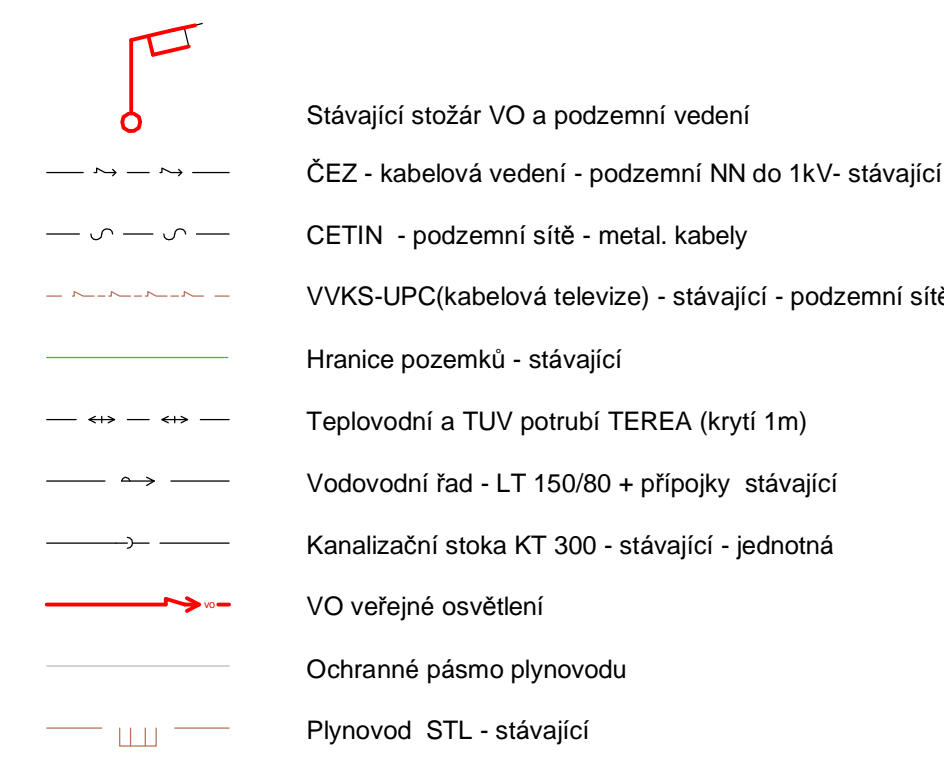 Stávající stožár VO a podzemní vedení
ČEZ - kabelová vedení - podzemní NN do 1kV- stávající
CETIN - podzemní sítě - metal. kabely
VVKS-UPC(kabelová televize) - stávající - podzemní sítě
Hranice pozemků - stávající
Teplovodní a TUV potrubí TEREA (krytí 1m)
Vodovodní řad - LT 150/80 + přípojky stávající
Kanalizační stoka KT 300 - stávající - jednotná
VO VO veřejné osvětlení
Ochranné pásmo plynovodu
Plynovod STL - stávající